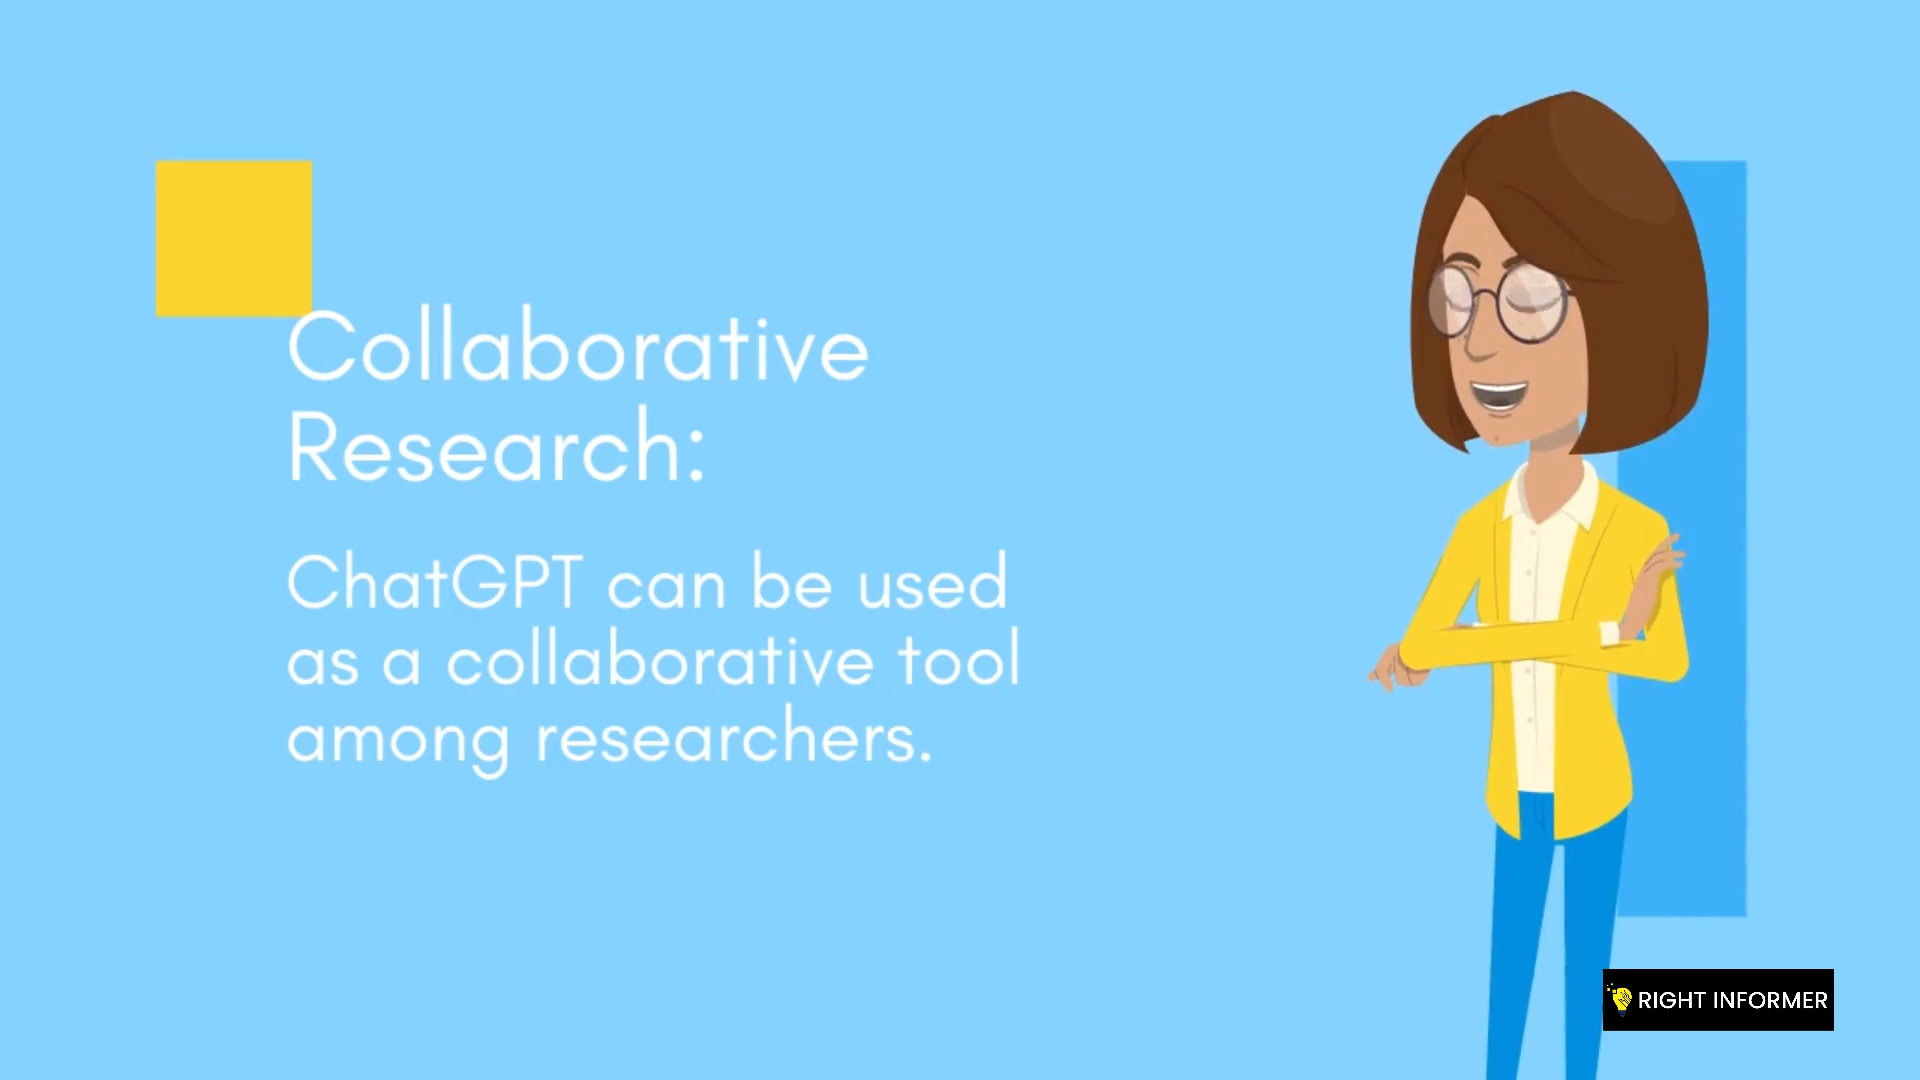 Collaborative
Research:
ChatGPT can be used
as a collaborative tool
among researchers.
RIGHT INFORMER